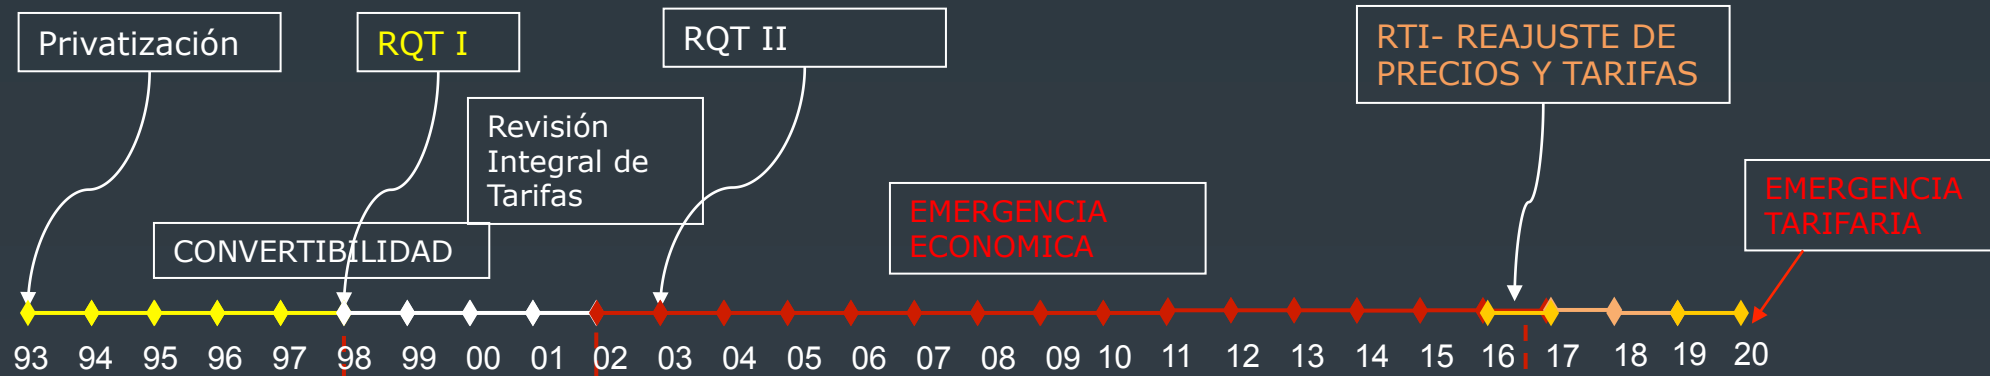 Privatización
RQT I
RQT II
RTI- REAJUSTE DE
PRECIOS Y TARIFAS
Revisión
Integral de
Tarifas
EMERGENCIA
TARIFARIA
EMERGENCIA
ECONOMICA
CONVERTIBILIDAD
93 94 95 96 97 98 99 00 01 02 03 04 05 06 07 08 09 10 11 12 13 14 15 16 17 18 19 20